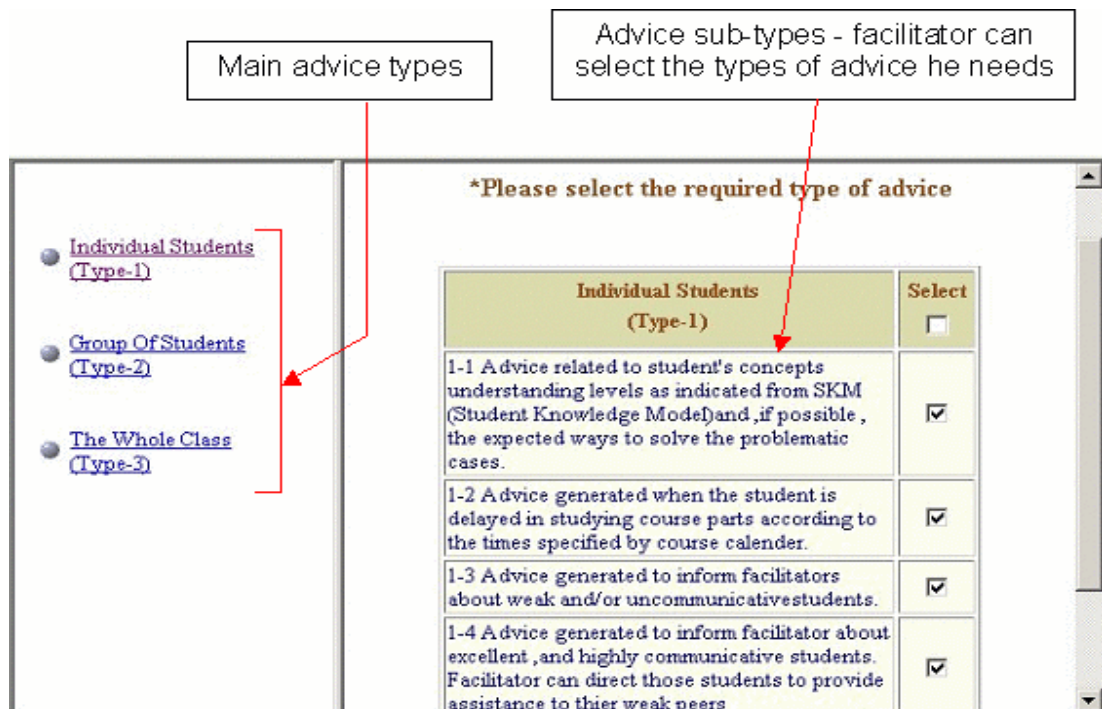 Main advice types
Advice sub-types - facilitator can
select the types of advice he needs
Individual Students
(Type-1)
Group Of Students
(Type-2)
The Whole Class
(Type-3)
*Please select the required type of advice
Individual Students
(Type-1)
Select
1-1 Advice related to student's concepts
understanding levels as indicated from SKM
(Student Knowledge Model)and ,if possible ,
the expected ways to solve the problematic
cases.
1-2 Advice generated when the student is
delayed in studying course parts according to
the times specified by course calender.
1-3 Advice generated to inform facilitators
about weak and/or uncommunicativestudents.
1-4 Advice generated to inform facilitator about
excellent ,and highly communicative students.
Facilitator can direct those students to provide
assistance to thier weak peers